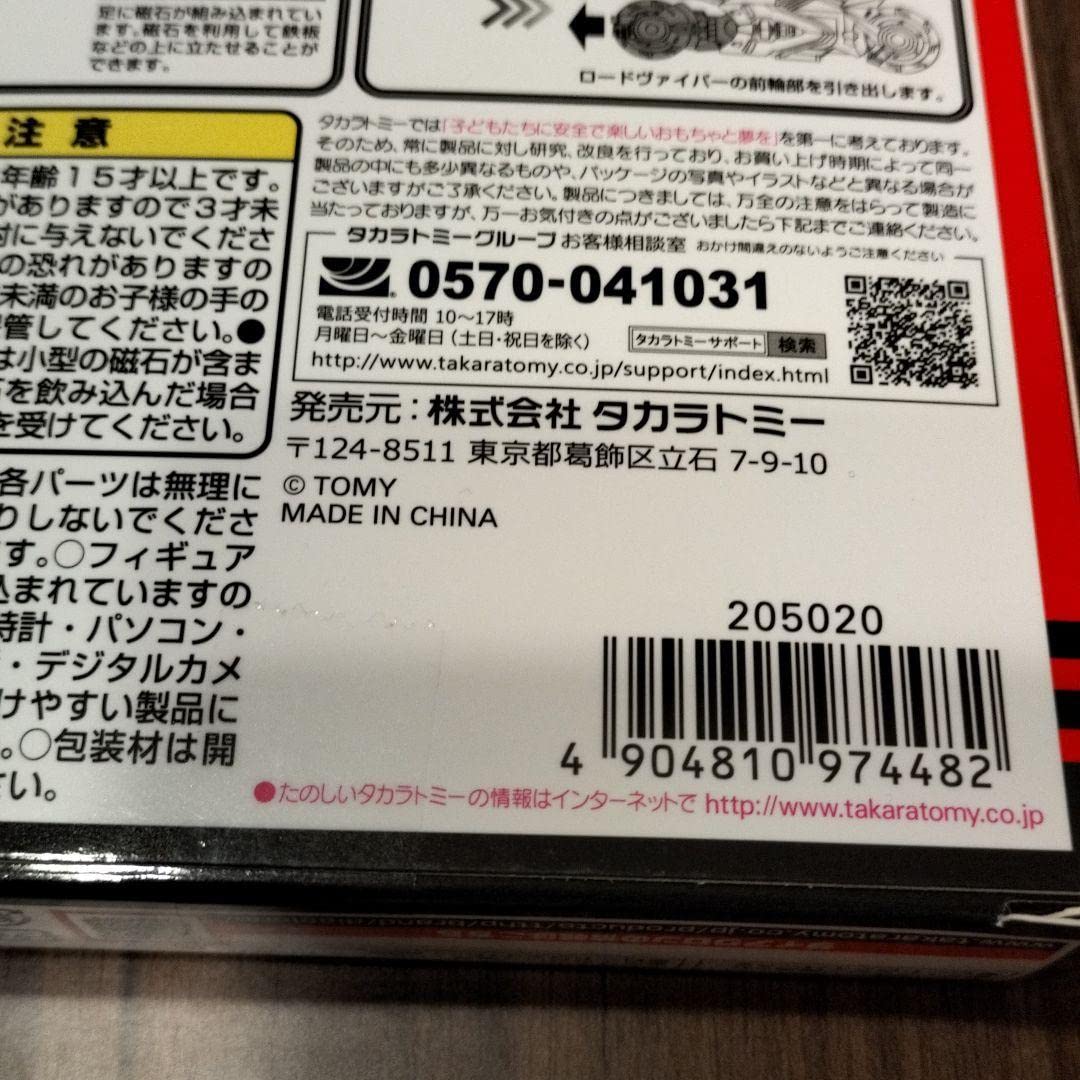 足に磁石が組み込まれてい
ます。磁石を利用して鉄板
などの上に立たせることが
できます。
ロードヴァイパーの前輪部を引き出します。
注意
年齢15才以上です。
がありますので3才未
対に与えないでくださ
の恐れがありますの
未満のお子様の手の
管してください。●
は小型の磁石が含ま
石を飲み込んだ場合
を受けてください。
各パーツは無理に
りしないでくださ
す。○フィギュア
込まれていますの
時計・パソコン・
・デジタルカメ
けやすい製品に
。○包装材は開
さい。
タカラトミーでは「子どもたちに安全で楽しいおもちゃと夢を」を第一に考えております。
そのため、常に製品に対し研究、改良を行っており、お買い上げ時期によって同一
製品の中にも多少異なるものや、パッケージの写真やイラストなどと異なる場合が
ございますがご了承ください。製品につきましては、万全の注意をはらって製造に
当たっておりますが、万一お気付きの点がございましたら下記までご連絡ください。
タカラトミーグループ お客様相談室 おかけ間違えのないようご注意ください
0570-041031
電話受付時間 10〜17時
月曜日〜金曜日(土日・祝日を除く) タカラトミーサポート 検索
http://www.takaratomy.co.jp/support/index.html
発売元:株式会社 タカラトミー
〒124-8511 東京都葛飾区立石 7-9-10
© TOMY
MADE IN CHINA
205020
4 904810 974482
●たのしいタカラトミーの情報はインターネットで http://www.takaratomy.co.jp